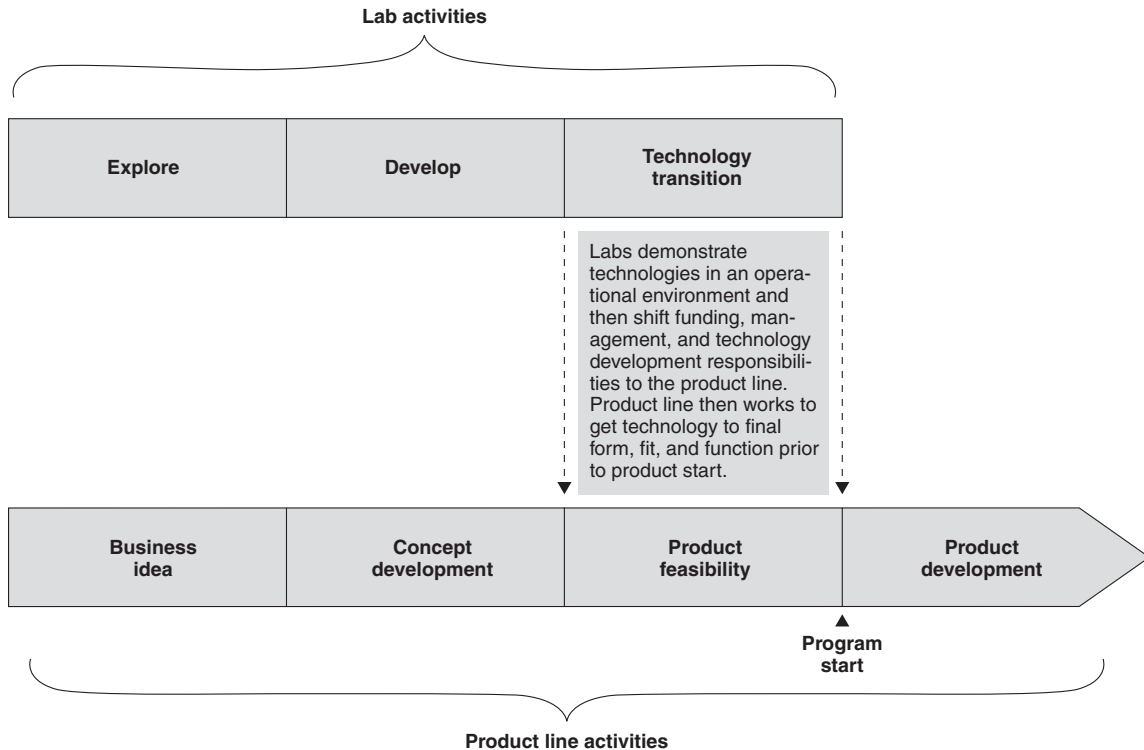 Lab activities
Explore
Develop
Technology
transition
Labs demonstrate
technologies in an opera-
tional environment and
then shift funding, man-
agement, and technology
development responsibili-
ties to the product line.
Product line then works to
get technology to final
form, fit, and function prior
to product start.
Business
idea
Concept
development
Product
feasibility
Product
development
Program
start
Product line activities